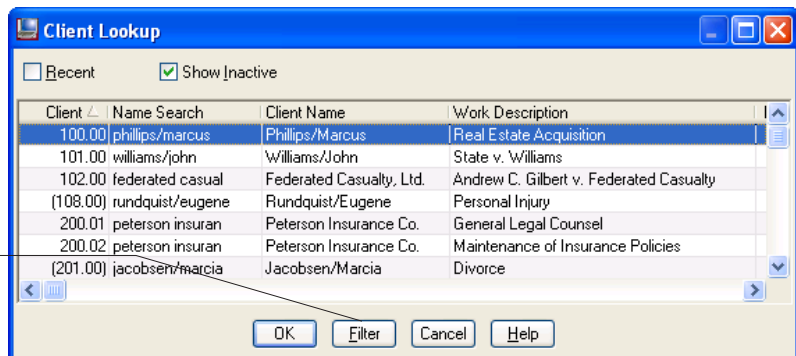 Client Lookup
Recent Show Inactive
Client Name Search Client Name Work Description
100.00 phillips/marcus Phillips/Marcus Real Estate Acquisition
101.00 williams/john Williams/John State v. Williams
102.00 federated casual Federated Casualty, Ltd. Andrew C. Gilbert v. Federated Casualty
(108.00) rundquist/eugene Rundquist/Eugene Personal Injury
200.01 peterson insuran Peterson Insurance Co. General Legal Counsel
200.02 peterson insuran Peterson Insurance Co. Maintenance of Insurance Policies
(201.00) jacobsen/marcia Jacobsen/Marcia Divorce
OK Filter Cancel Help